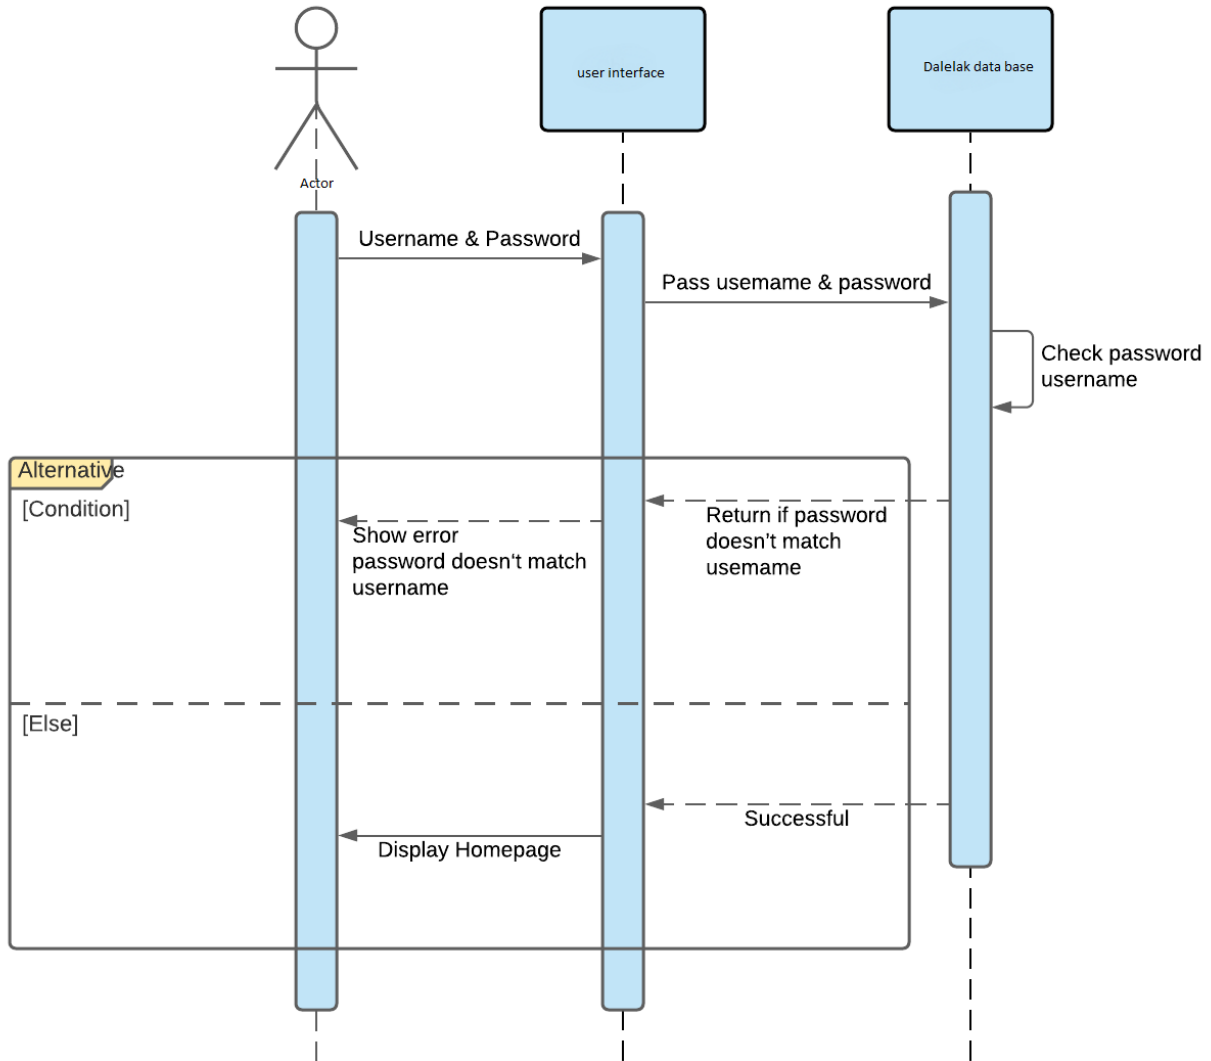 user interface
Dalelak data base
Actor
Username & Password
Pass usemame & password
Check password
username
Alternative
[Condition]
Return if password
doesn't match
usemame
Show error
password doesn't match
username
[Else]
Successful
Display Homepage